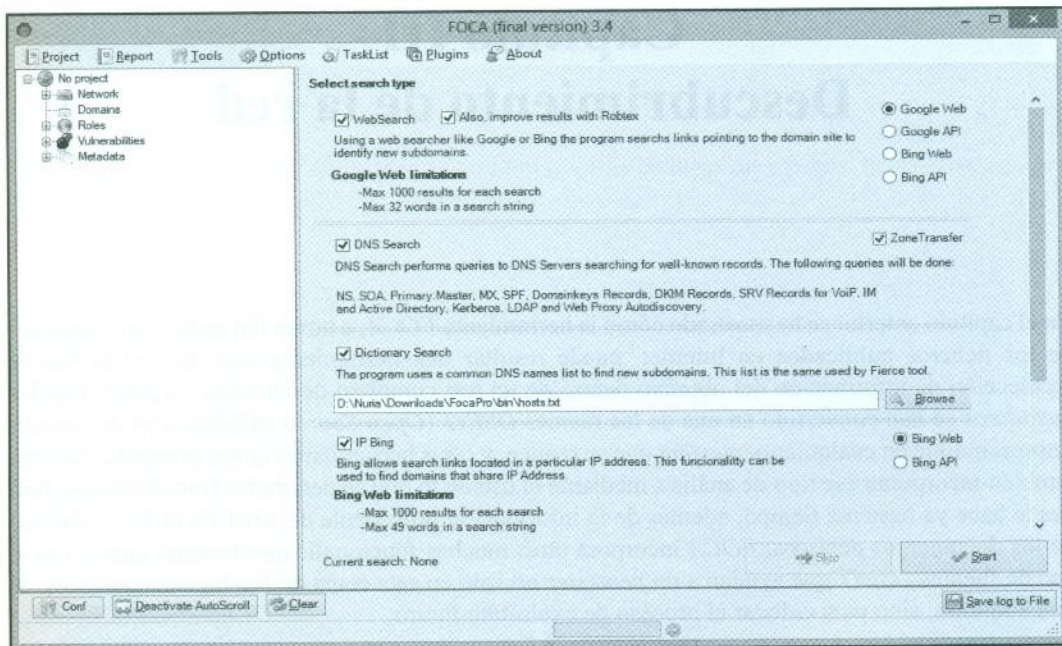 FOCA (final version) 3.4
Project Report Tools Options TaskList Plugins About
No project
Network
Domains
Roles
Vulnerabilities
Metadata
Select search type
WebSearch Also, improve results with Robtex
Using a web searcher like Google or Bing the program searchs links pointing to the domain site to
identify new subdomains.
Google Web limitations
-Max 1000 results for each search
-Max 32 words in a search string
Google Web
Google API
Bing Web
Bing API
DNS Search ZoneTransfer
DNS Search performs queries to DNS Servers searching for well-known records. The following queries will be done:
NS, SOA, Primary.Master, MX, SPF, Domainkeys Records, DKIM Records, SRV Records for VoiP, IM
and Active Directory, Kerberos, LDAP and Web Proxy Autodiscovery.
Dictionary Search
The program uses a common DNS names list to find new subdomains. This list is the same used by Fierce tool.
D:\Nuria\Downloads\FocaPro\bin\hosts.txt Browse
IP Bing
Bing allows search links located in a particular IP address. This functionallity can be
used to find domains that share IP Address.
Bing Web limitations
-Max 1000 results for each search
-Max 49 words in a search string
Bing Web
Bing API
Current search: None Skip Start
Conf Deactivate AutoScroll Clear Save log to File